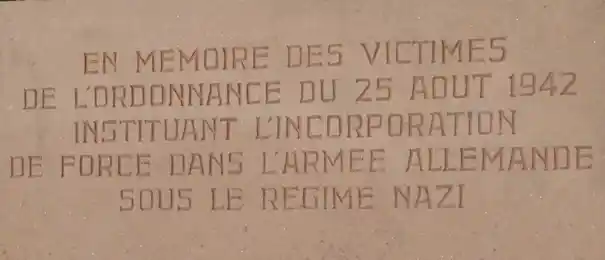 EN MEMOIRE DES VICTIMES
DE L'ORDONNANCE DU 25 AOUT 1942
INSTITUANT L'INCORPORATION
DE FORCE DANS L'ARMEE ALLEMANDE
SOUS LE REGIME NAZI